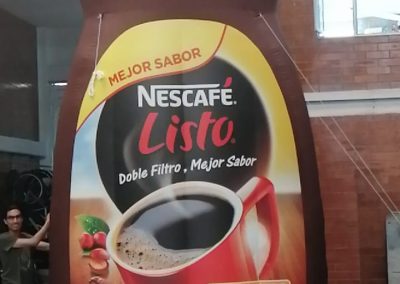 MEJOR SABOR
NESCAFÉ
Listo
Doble Filtro, Mejor Sabor